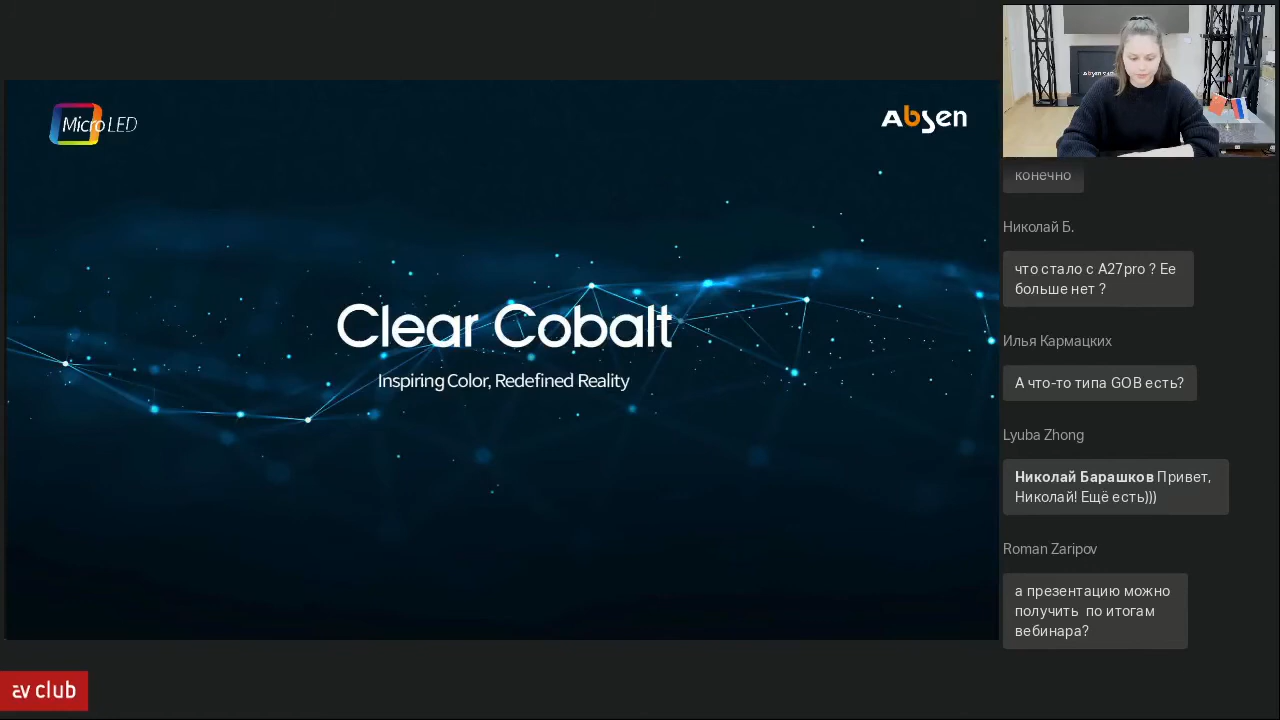 Micro LED
Absen
Clear Cobalt
Inspiring Color, Redefined Reality
av club
конечно
Николай Б.
что стало с A27pro ? Ее
больше нет ?
Илья Кармацких
А что-то типа GOB есть?
Lyuba Zhong
Николай Барашков Привет,
Николай! Ещё есть)))
Roman Zaripov
а презентацию можно
получить по итогам
вебинара?